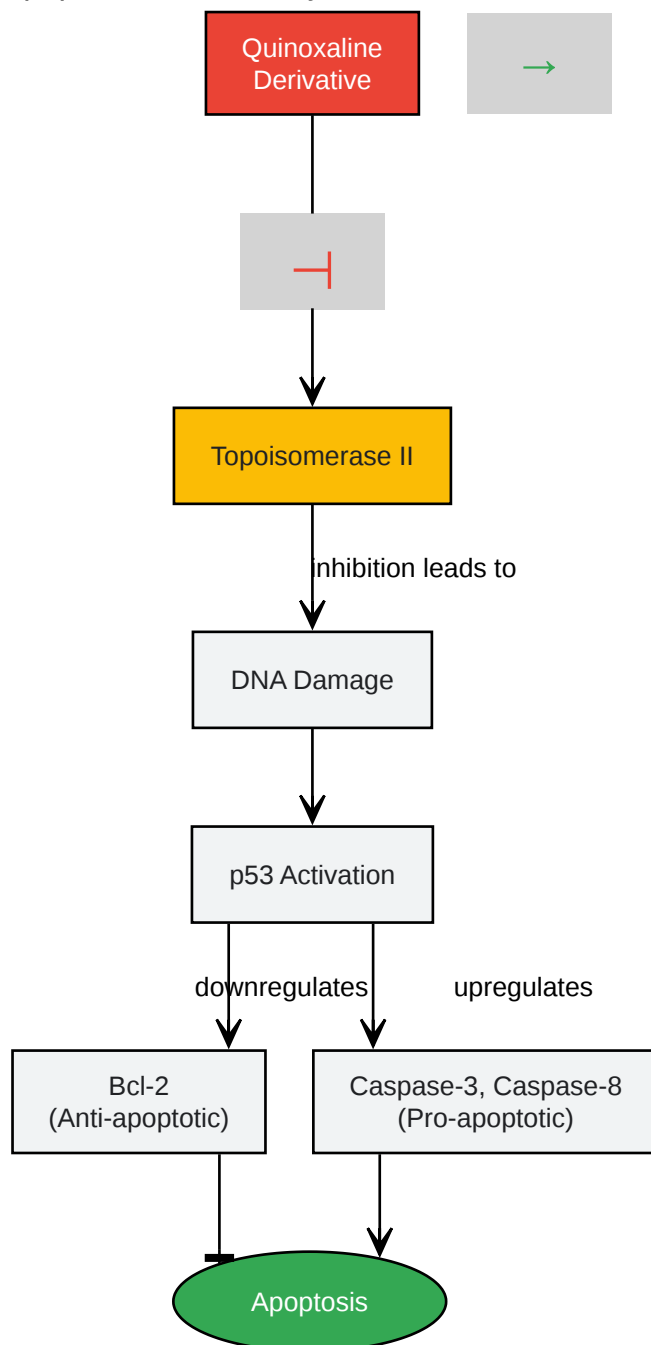 Quinoxaline
Derivative
→
⊣
Topoisomerase II
inhibition leads to
DNA Damage
p53 Activation
downregulates
upregulates
Bcl-2
(Anti-apoptotic)
Caspase-3, Caspase-8
(Pro-apoptotic)
Apoptosis